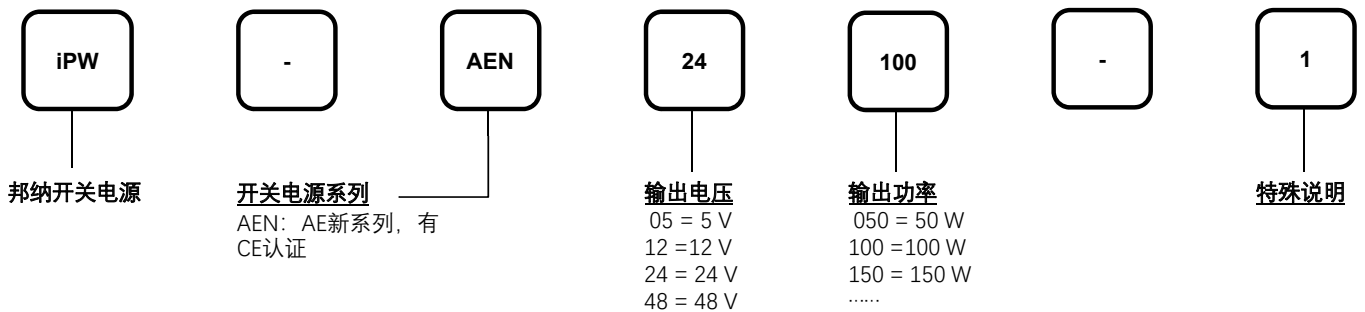 iPW - AEN 24 100 - 1
邦纳开关电源
开关电源系列
AEN：AE新系列，有
CE认证
输出电压
05 = 5 V
12 =12 V
24 = 24 V
48 = 48 V
输出功率
050 = 50 W
100 =100 W
150 = 150 W
……
特殊说明